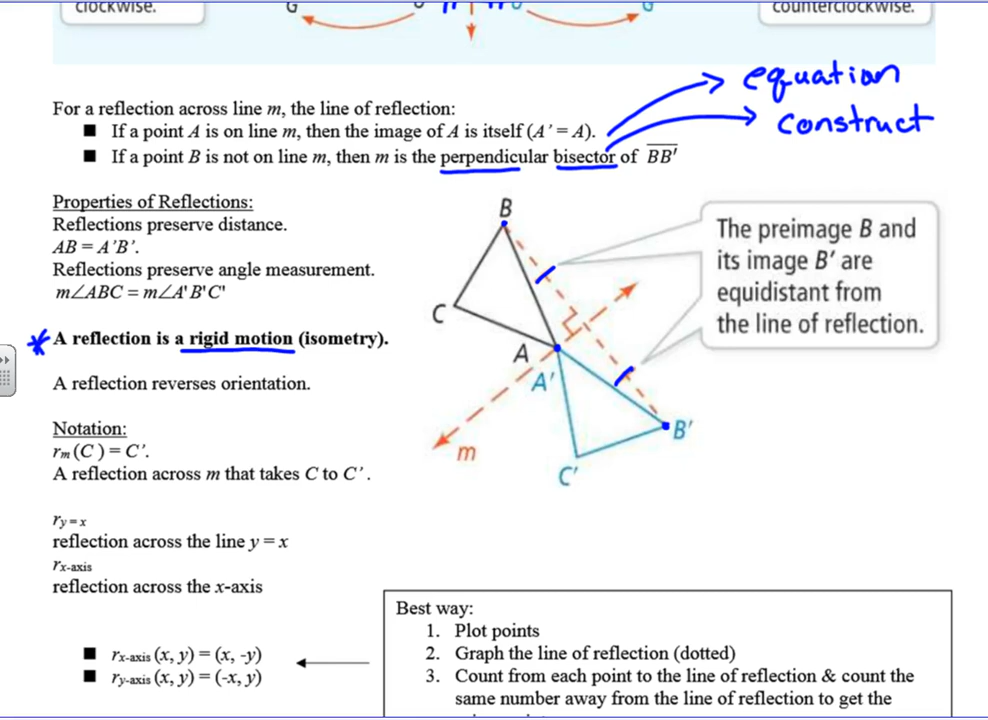 clockwise.
G
G
counterclockwise.
equation
construct
For a reflection across line m, the line of reflection:
■ If a point A is on line m, then the image of A is itself (A’ = A).
■ If a point B is not on line m, then m is the perpendicular bisector of BB'
Properties of Reflections:
Reflections preserve distance.
AB = A’B’.
Reflections preserve angle measurement.
m∠ABC = m∠A'B'C'
* A reflection is a rigid motion (isometry).
A reflection reverses orientation.
Notation:
rm (C ) = C’.
A reflection across m that takes C to C’.
ry = x
reflection across the line y = x
rx-axis
reflection across the x-axis
■ rx-axis (x, y) = (x, -y)
■ ry-axis (x, y) = (-x, y)
B
C
A
A'
m
B'
C'
The preimage B and
its image B' are
equidistant from
the line of reflection.
Best way:
1. Plot points
2. Graph the line of reflection (dotted)
3. Count from each point to the line of reflection & count the
same number away from the line of reflection to get the